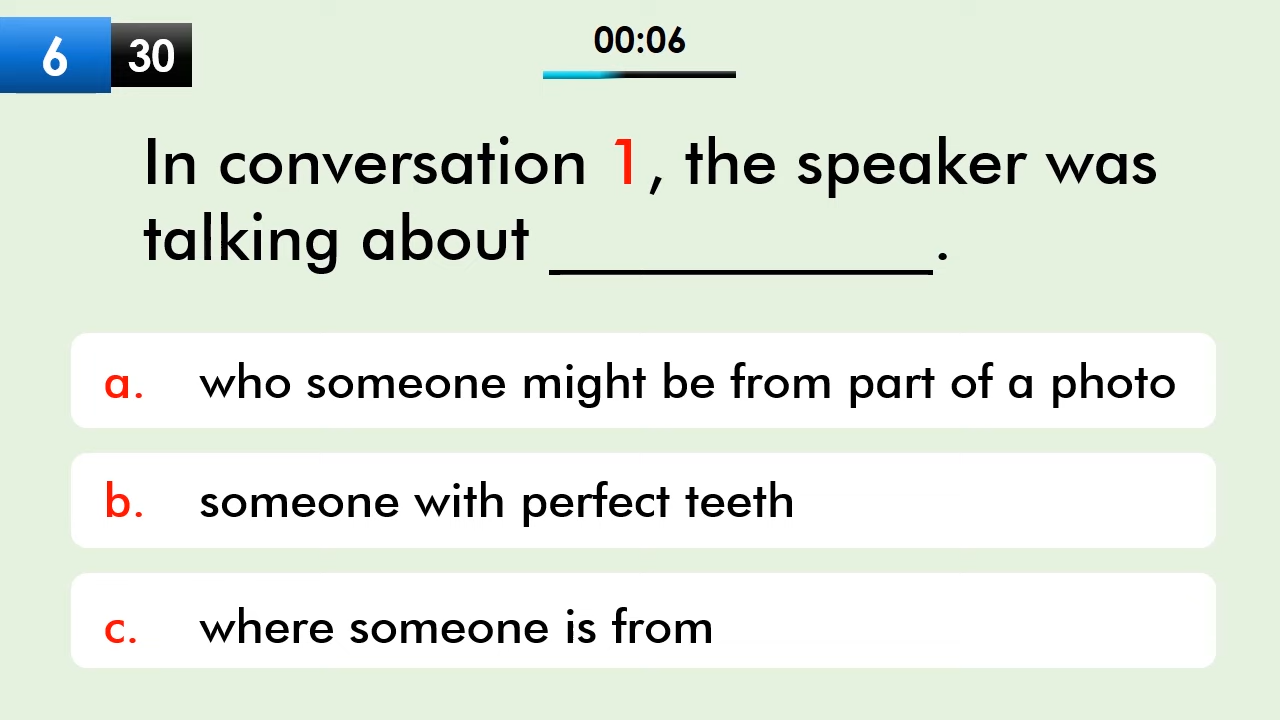 6 30
00:06
In conversation 1, the speaker was
talking about ____________.
a. who someone might be from part of a photo
b. someone with perfect teeth
c. where someone is from